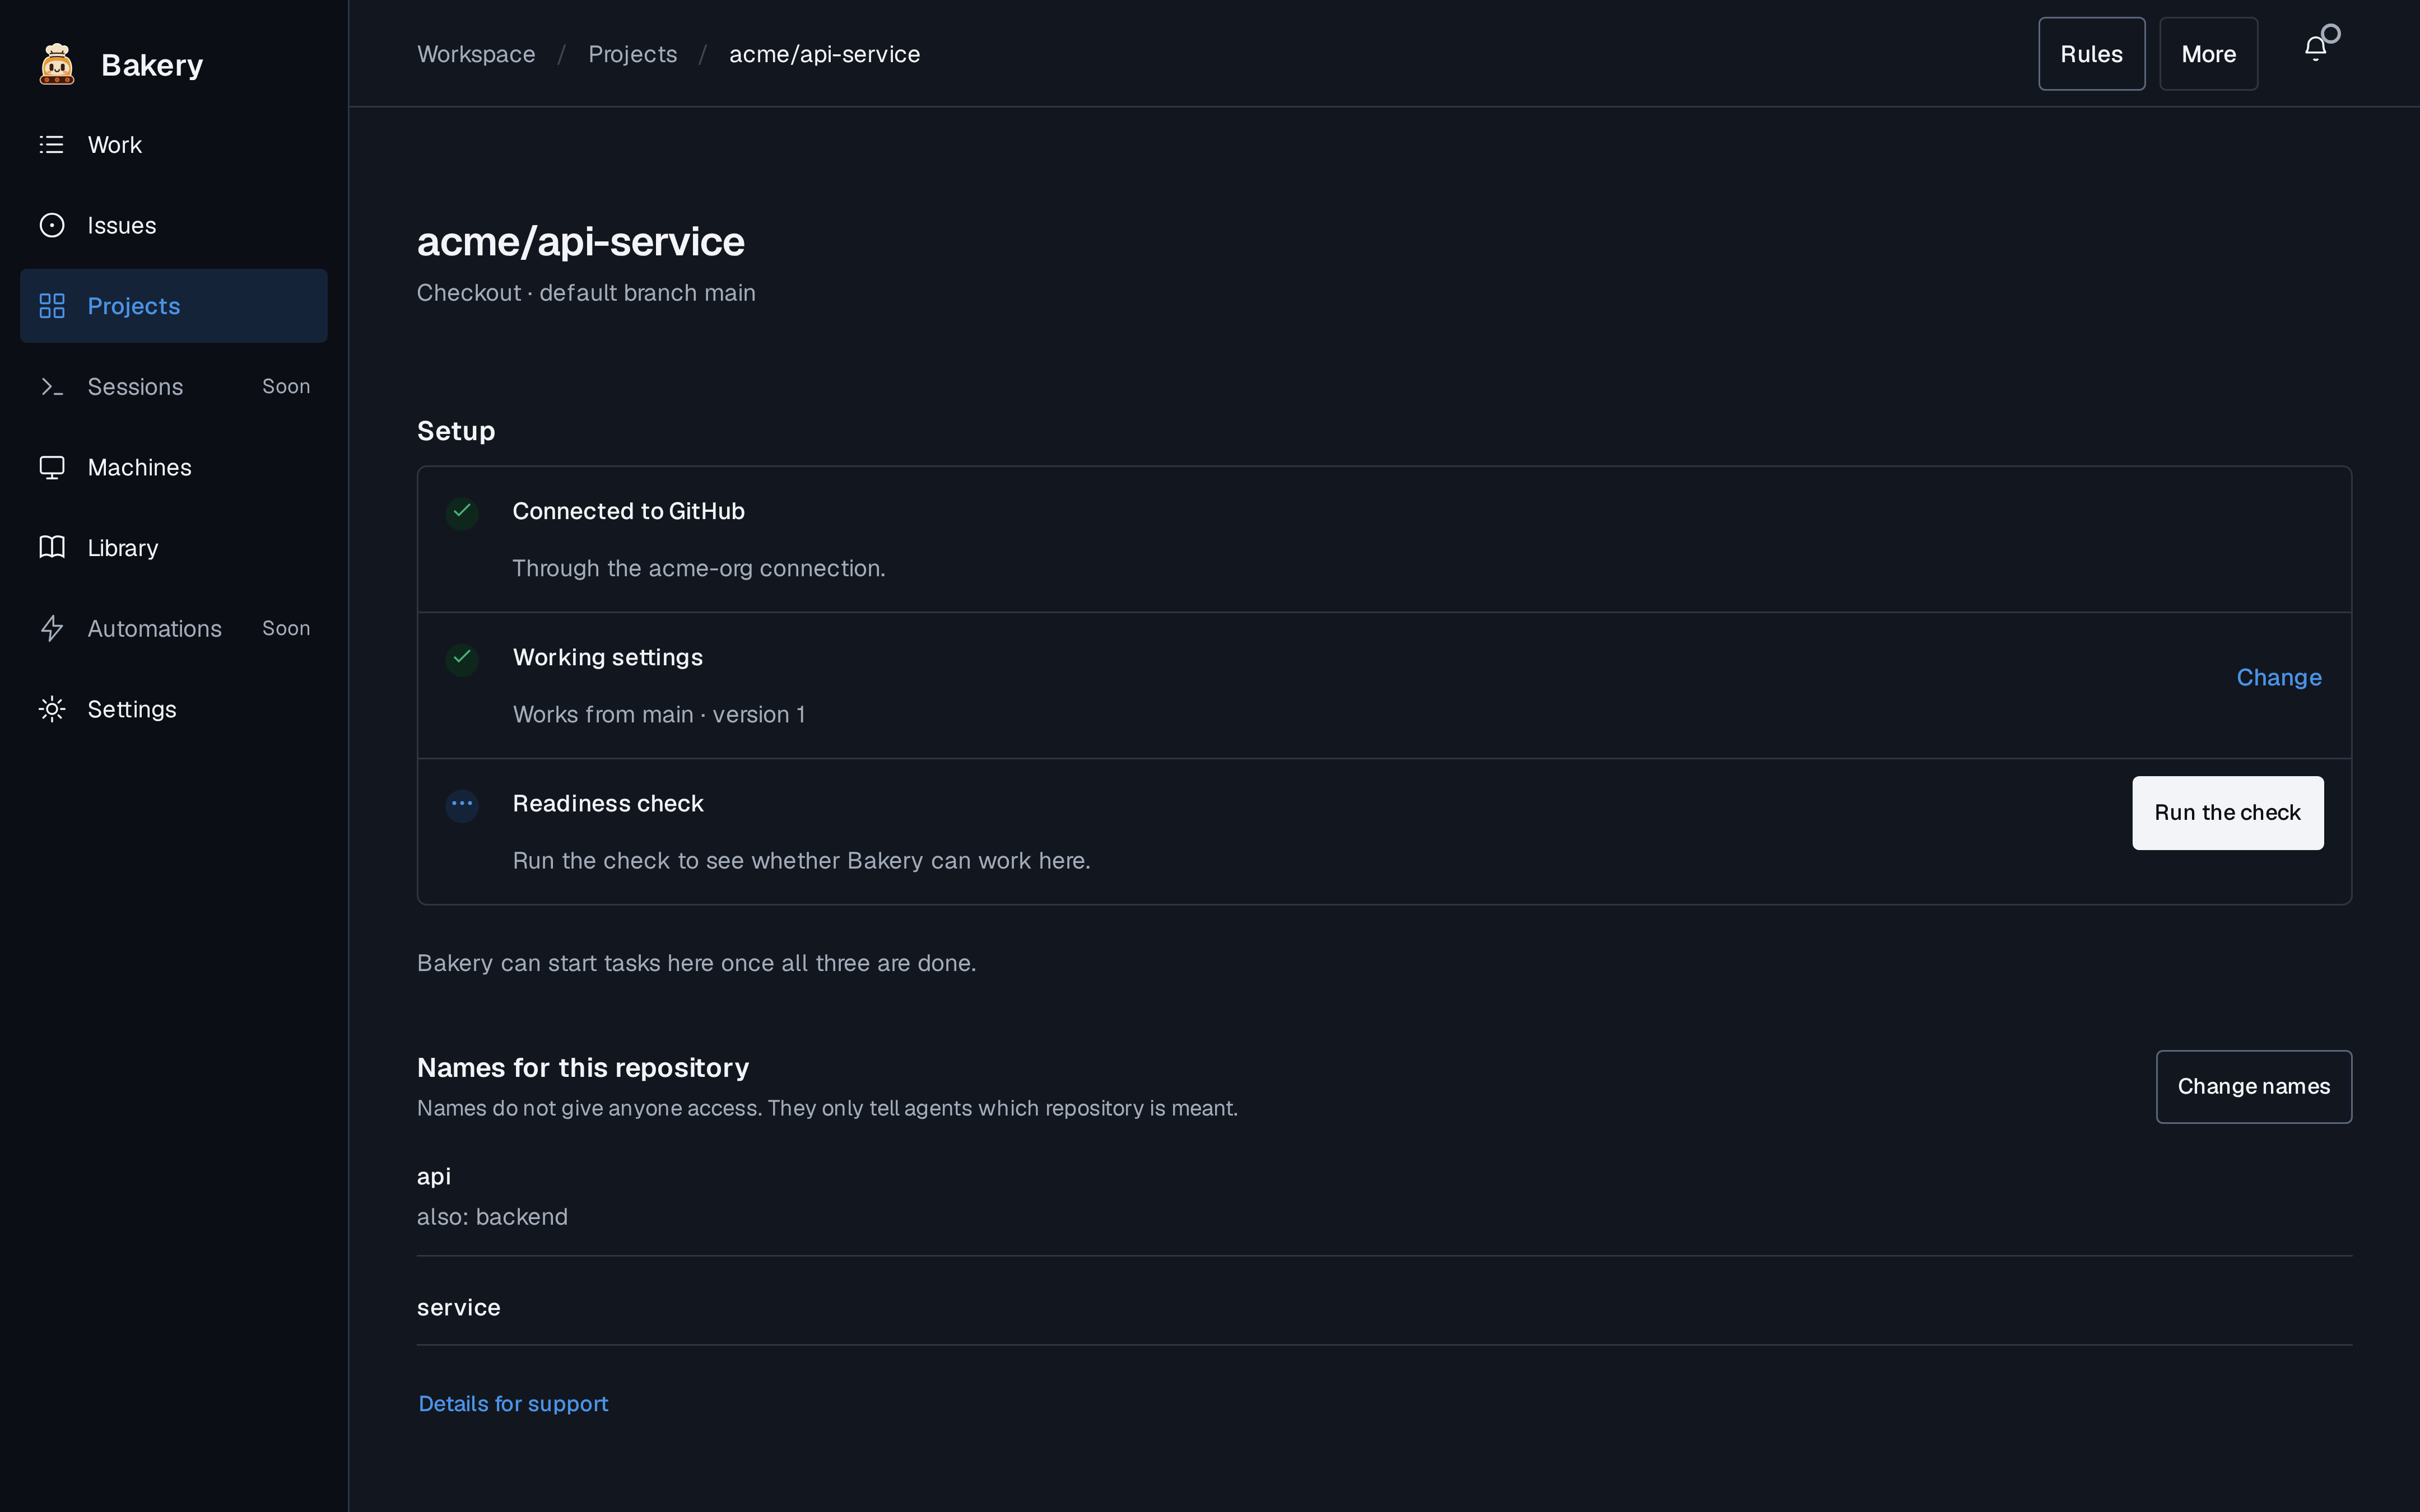 Bakery
Work
Issues
Projects
Sessions Soon
Machines
Library
Automations Soon
Settings
Workspace / Projects / acme/api-service
Rules
More
acme/api-service
Checkout · default branch main
Setup
Connected to GitHub
Through the acme-org connection.
Working settings
Works from main · version 1
Change
Readiness check
Run the check to see whether Bakery can work here.
Run the check
Bakery can start tasks here once all three are done.
Names for this repository
Names do not give anyone access. They only tell agents which repository is meant.
Change names
api
also: backend
service
Details for support